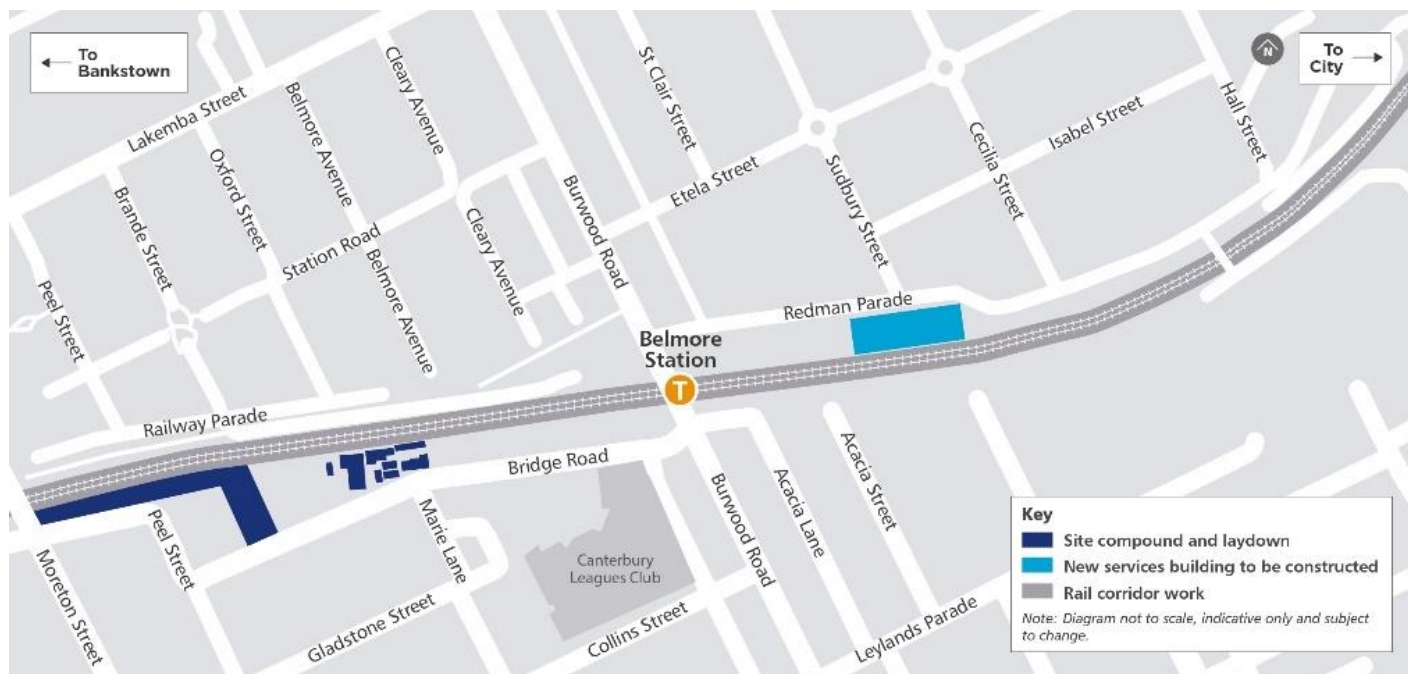 To
Bankstown
N
To
City
Lakemba Street
Cleary Avenue
Belmore Avenue
Oxford Street
Brande Street
Peel Street
Station Road
Belmore Avenue
Cleary Avenue
Burwood Road
St Clair Street
Etela Street
Sudbury Street
Cecilia Street
Isabel Street
Hall Street
Redman Parade
Belmore
Station
T
Railway Parade
Bridge Road
Peel Street
Moreton Street
Marie Lane
Gladstone Street
Canterbury
Leagues Club
Collins Street
Burwood Road
Acacia Lane
Acacia Street
Leylands Parade
Key
Site compound and laydown
New services building to be constructed
Rail corridor work
Note: Diagram not to scale, indicative only and subject
to change.